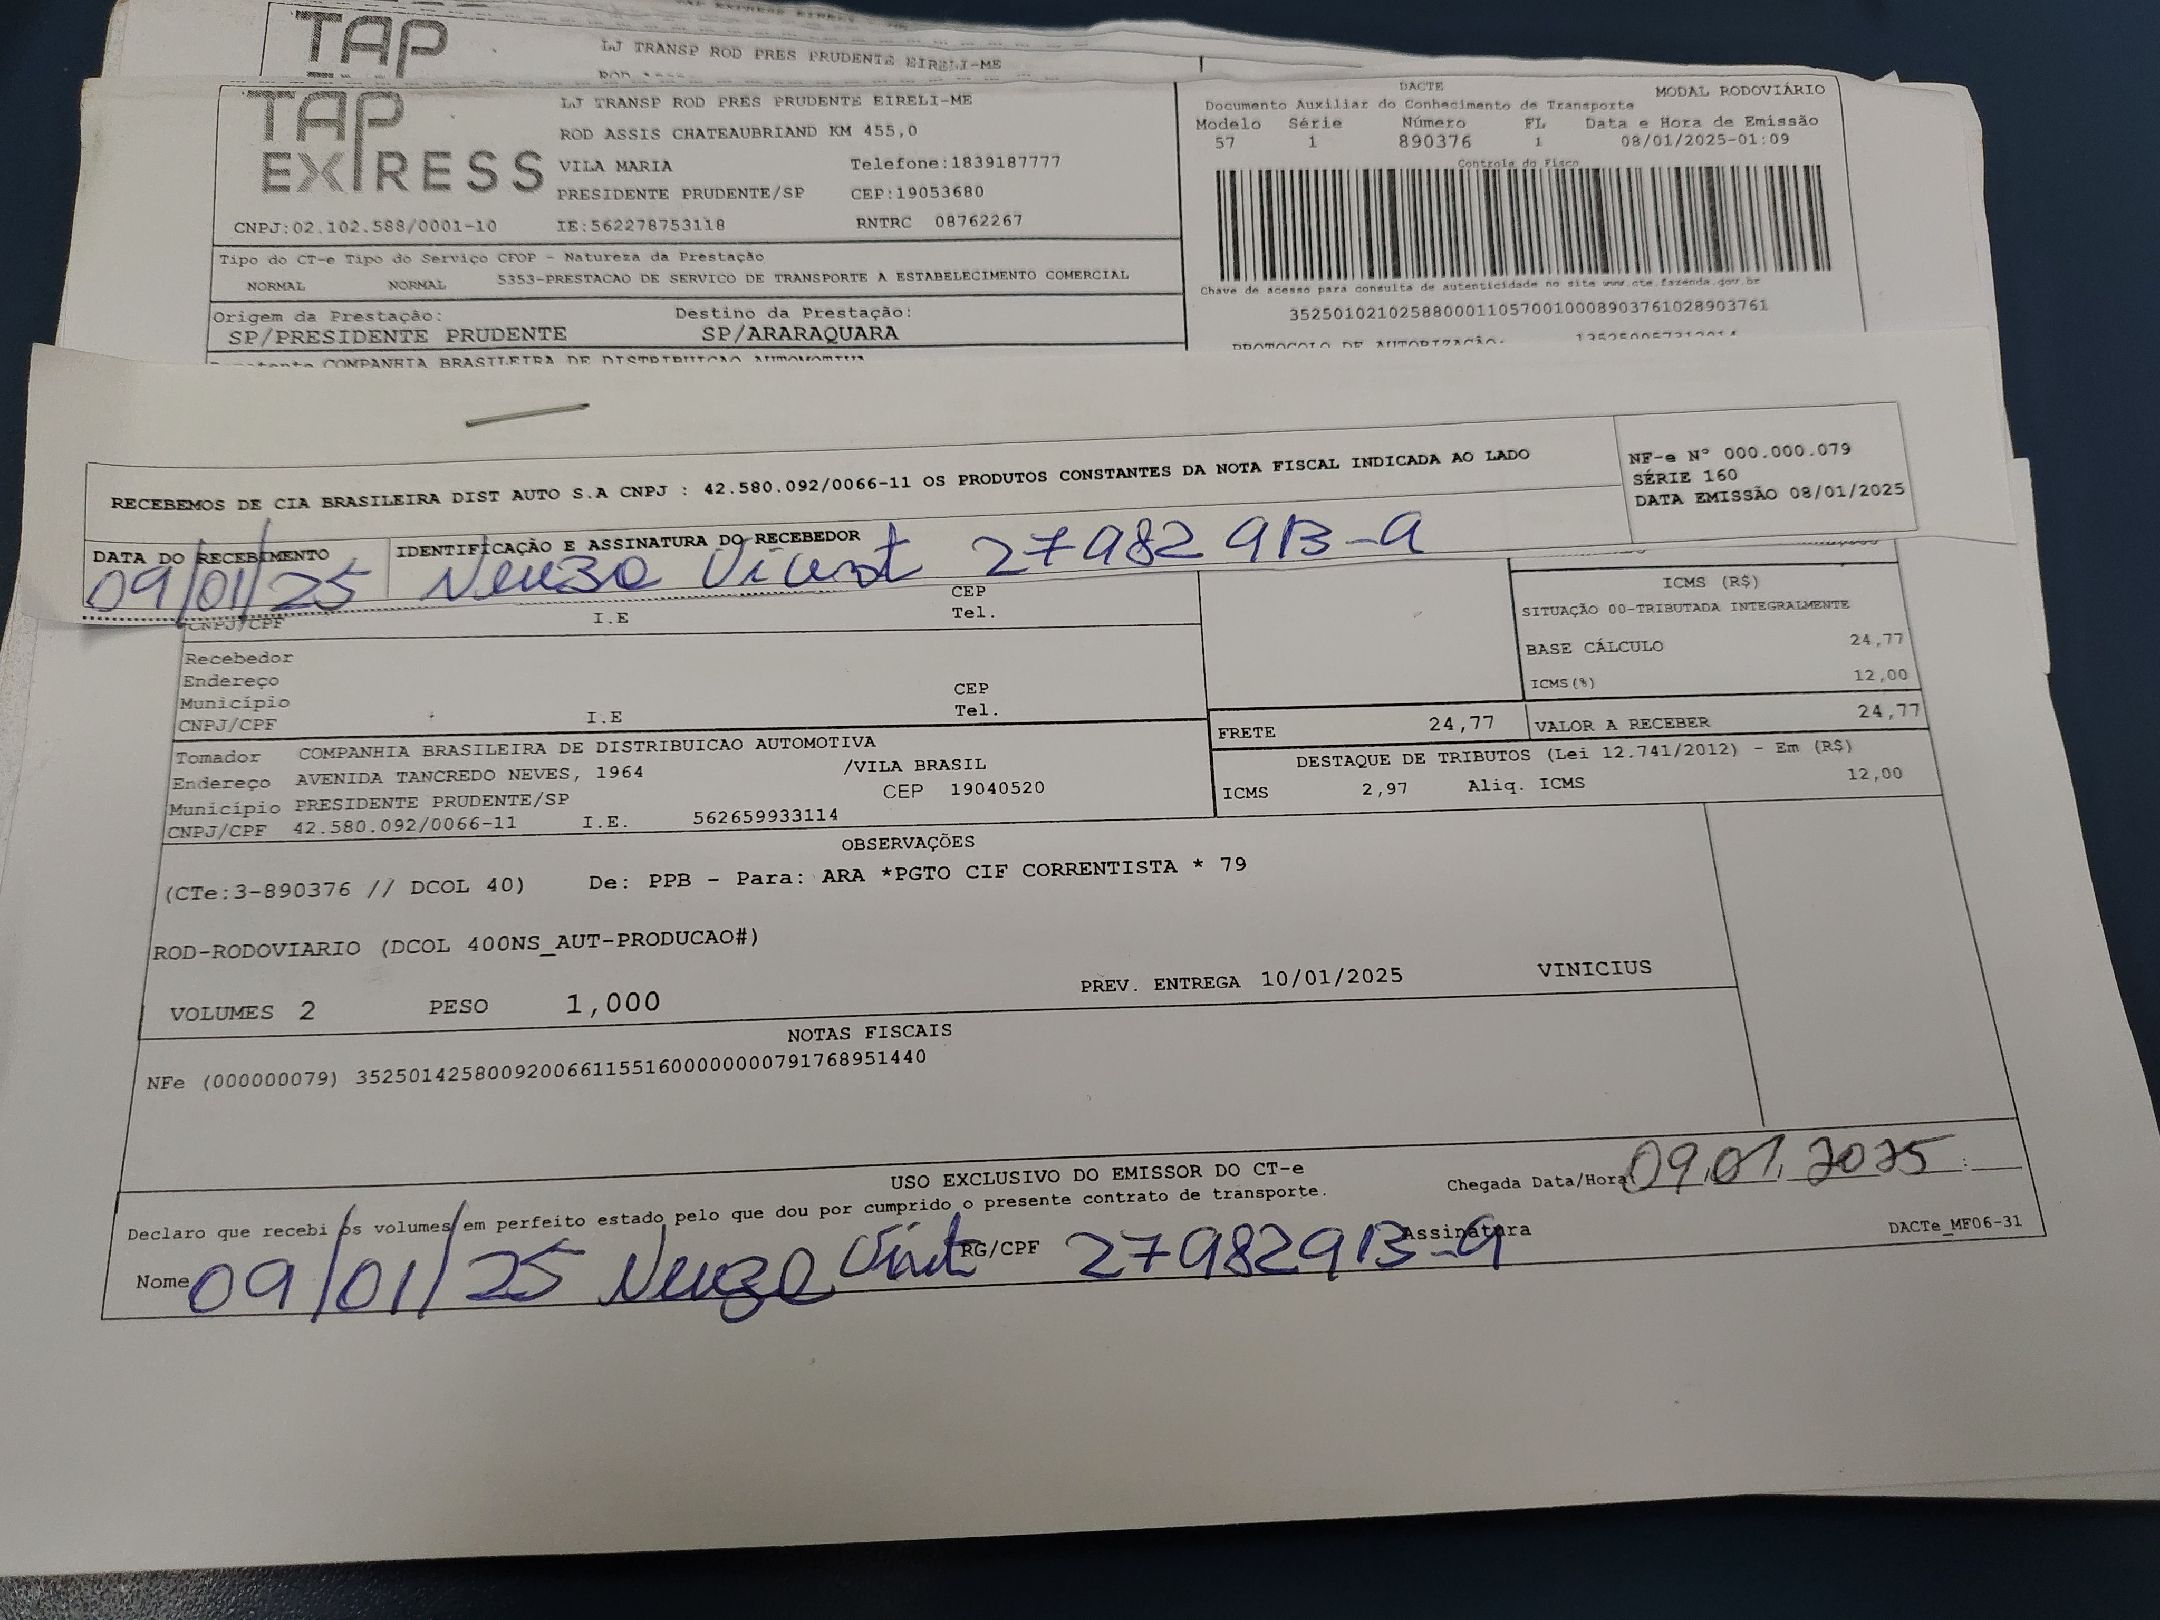 TAP
LJ TRANSP ROD PRES PRUDENTE EIRELI-ME
TAP
EXPRESS
LJ TRANSP ROD PRES PRUDENTE EIRELI-ME
ROD ASSIS CHATEAUBRIAND KM 455,0
VILA MARIA Telefone:1839187777
PRESIDENTE PRUDENTE/SP CEP:19053680
CNPJ:02.102.588/0001-10 IE:562278753118 RNTRC 08762267
DACTE MODAL RODOVIÁRIO
Documento Auxiliar do Conhecimento de Transporte
Modelo Série Número FL Data e Hora de Emissão
57 1 890376 1 08/01/2025-01:09
Controle do Fisco
Chave de acesso para consulta de autenticidade no site www.cte.fazenda.gov.br
35250102102588000110570010008903761028903761
PROTOCOLO DE AUTORIZAÇÃO:
Tipo do CT-e Tipo do Serviço CFOP - Natureza da Prestação
NORMAL NORMAL 5353-PRESTACAO DE SERVICO DE TRANSPORTE A ESTABELECIMENTO COMERCIAL
Origem da Prestação: Destino da Prestação:
SP/PRESIDENTE PRUDENTE SP/ARARAQUARA
COMPANHIA BRASILEIRA DE DISTRIBUICAO AUTOMOTIVA
RECEBEMOS DE CIA BRASILEIRA DIST AUTO S.A CNPJ : 42.580.092/0066-11 OS PRODUTOS CONSTANTES DA NOTA FISCAL INDICADA AO LADO
NF-e Nº 000.000.079
SÉRIE 160
DATA EMISSÃO 08/01/2025
DATA DO RECEBIMENTO IDENTIFICAÇÃO E ASSINATURA DO RECEBEDOR
09/01/25 Neuza 27982913-9
CEP
CNPJ/CPF I.E Tel.
Recebedor
Endereço
Município CEP
CNPJ/CPF I.E Tel.
ICMS (R$)
SITUAÇÃO 00-TRIBUTADA INTEGRALMENTE
BASE CÁLCULO 24,77
ICMS(%) 12,00
FRETE 24,77 VALOR A RECEBER 24,77
DESTAQUE DE TRIBUTOS (Lei 12.741/2012) - Em (R$)
ICMS 2,97 Aliq. ICMS 12,00
Tomador COMPANHIA BRASILEIRA DE DISTRIBUICAO AUTOMOTIVA
Endereço AVENIDA TANCREDO NEVES, 1964 /VILA BRASIL
Município PRESIDENTE PRUDENTE/SP CEP 19040520
CNPJ/CPF 42.580.092/0066-11 I.E. 562659933114
OBSERVAÇÕES
(CTe:3-890376 // DCOL 40) De: PPB - Para: ARA *PGTO CIF CORRENTISTA * 79
ROD-RODOVIARIO (DCOL 400NS_AUT-PRODUCAO#)
VOLUMES 2 PESO 1,000 PREV. ENTREGA 10/01/2025 VINICIUS
NOTAS FISCAIS
NFe (000000079) 35250142580092006611551600000000791768951440
USO EXCLUSIVO DO EMISSOR DO CT-e
Declaro que recebi os volumes em perfeito estado pelo que dou por cumprido o presente contrato de transporte.
Chegada Data/Hora 09.01.2025 :
Nome 09/01/25 Neuza RG/CPF 27982913-9 Assinatura
DACTe_MF06-31